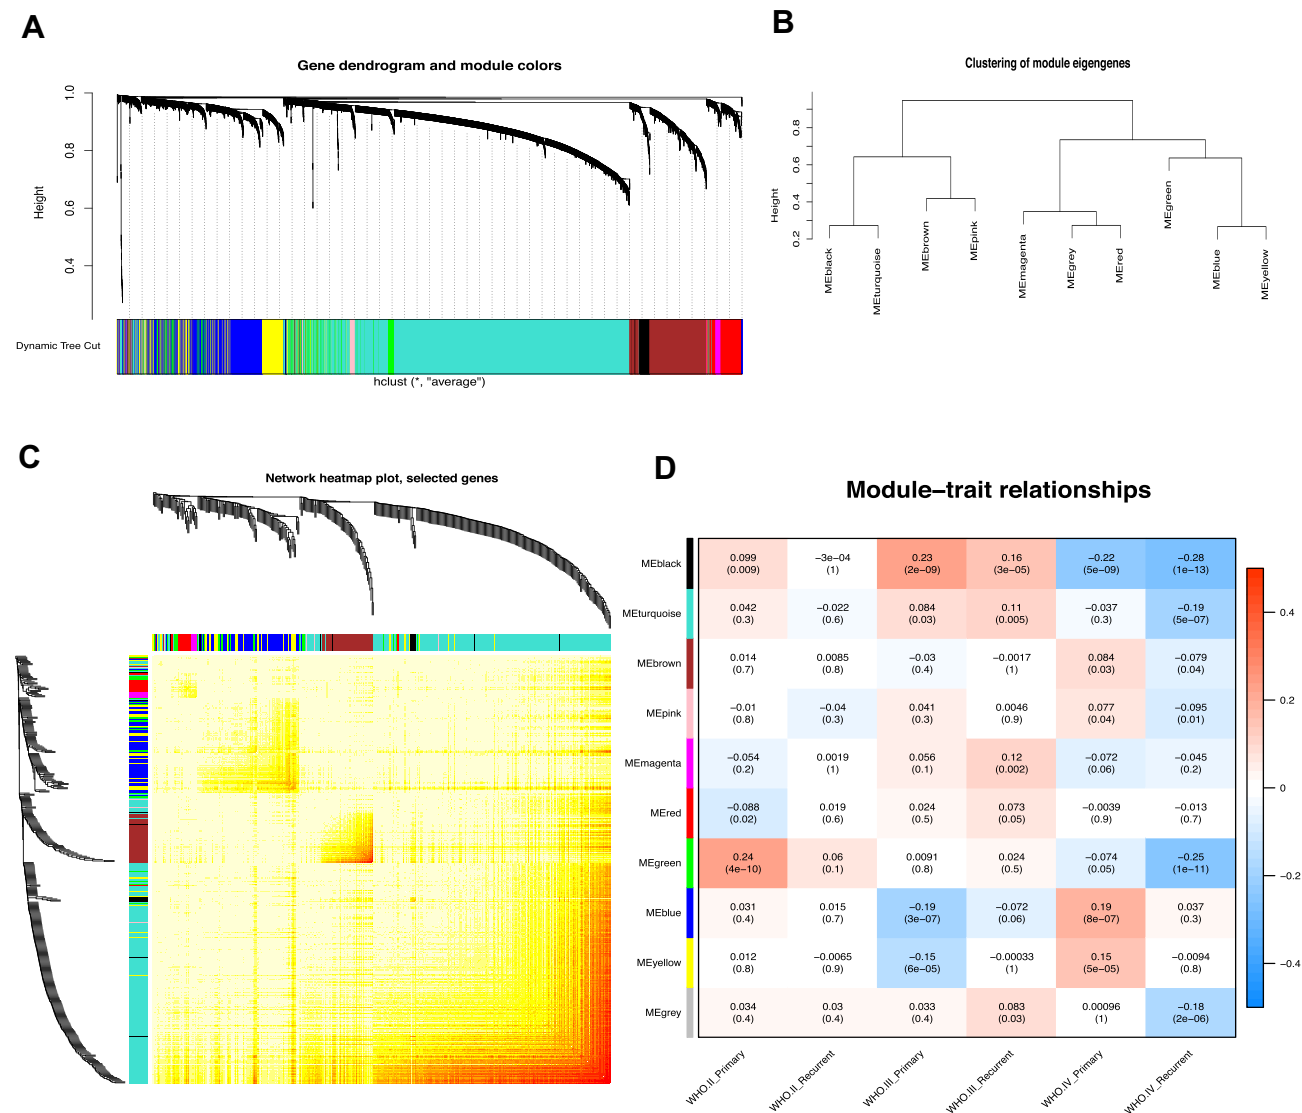 A
Gene dendrogram and module colors
Height
1.0
0.8
0.6
0.4
Dynamic Tree Cut
hclust (*, "average")
B
Clustering of module eigengenes
Height
0.8
0.6
0.4
0.2
MEblack
MEturquoise
MEbrown
MEpink
MEmagenta
MEgrey
MEred
MEgreen
MEblue
MEyellow
C
Network heatmap plot, selected genes
D
Module−trait relationships
MEblack
0.099 −3e−04 0.23 0.16 −0.22 −0.28
(0.009) (1) (2e−09) (3e−05) (5e−09) (1e−13)
MEturquoise
0.042 −0.022 0.084 0.11 −0.037 −0.19
(0.3) (0.6) (0.03) (0.005) (0.3) (5e−07)
MEbrown
0.014 0.0085 −0.03 −0.0017 0.084 −0.079
(0.7) (0.8) (0.4) (1) (0.03) (0.04)
MEpink
−0.01 −0.04 0.041 0.0046 0.077 −0.095
(0.8) (0.3) (0.3) (0.9) (0.04) (0.01)
MEmagenta
−0.054 0.0019 0.056 0.12 −0.072 −0.045
(0.2) (1) (0.1) (0.002) (0.06) (0.2)
MEred
−0.088 0.019 0.024 0.073 −0.0039 −0.013
(0.02) (0.6) (0.5) (0.05) (0.9) (0.7)
MEgreen
0.24 0.06 0.0091 0.024 −0.074 −0.25
(4e−10) (0.1) (0.8) (0.5) (0.05) (1e−11)
MEblue
0.031 0.015 −0.19 −0.072 0.19 0.037
(0.4) (0.7) (3e−07) (0.06) (8e−07) (0.3)
MEyellow
0.012 −0.0065 −0.15 −0.00033 0.15 −0.0094
(0.8) (0.9) (6e−05) (1) (5e−05) (0.8)
MEgrey
0.034 0.03 0.033 0.083 0.00096 −0.18
(0.4) (0.4) (0.4) (0.03) (1) (2e−06)
WHO.II_Primary
WHO.II_Recurrent
WHO.III_Primary
WHO.III_Recurrent
WHO.IV_Primary
WHO.IV_Recurrent
0.4
0.2
0
−0.2
−0.4